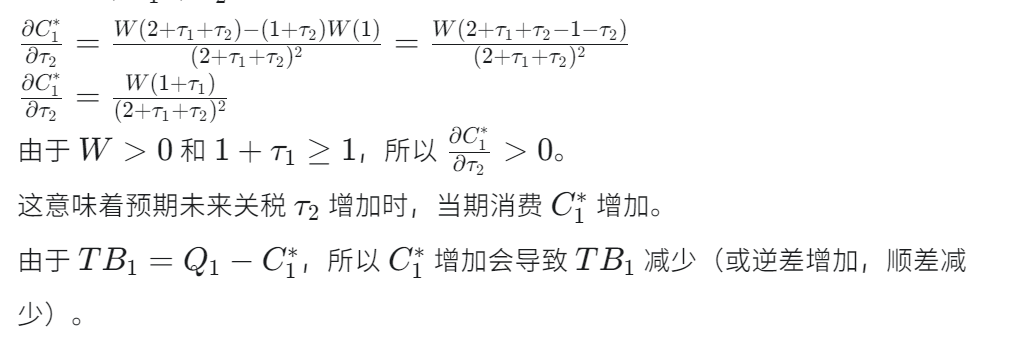 $\frac{\partial C_1^*}{\partial \tau_2} = \frac{W(2+\tau_1+\tau_2)-(1+\tau_2)W(1)}{(2+\tau_1+\tau_2)^2} = \frac{W(2+\tau_1+\tau_2-1-\tau_2)}{(2+\tau_1+\tau_2)^2}$
$\frac{\partial C_1^*}{\partial \tau_2} = \frac{W(1+\tau_1)}{(2+\tau_1+\tau_2)^2}$
由于 $W > 0$ 和 $1 + \tau_1 \geq 1$，所以 $\frac{\partial C_1^*}{\partial \tau_2} > 0$。
这意味着预期未来关税 $\tau_2$ 增加时，当期消费 $C_1^*$ 增加。
由于 $TB_1 = Q_1 - C_1^*$，所以 $C_1^*$ 增加会导致 $TB_1$ 减少（或逆差增加，顺差减
少）。